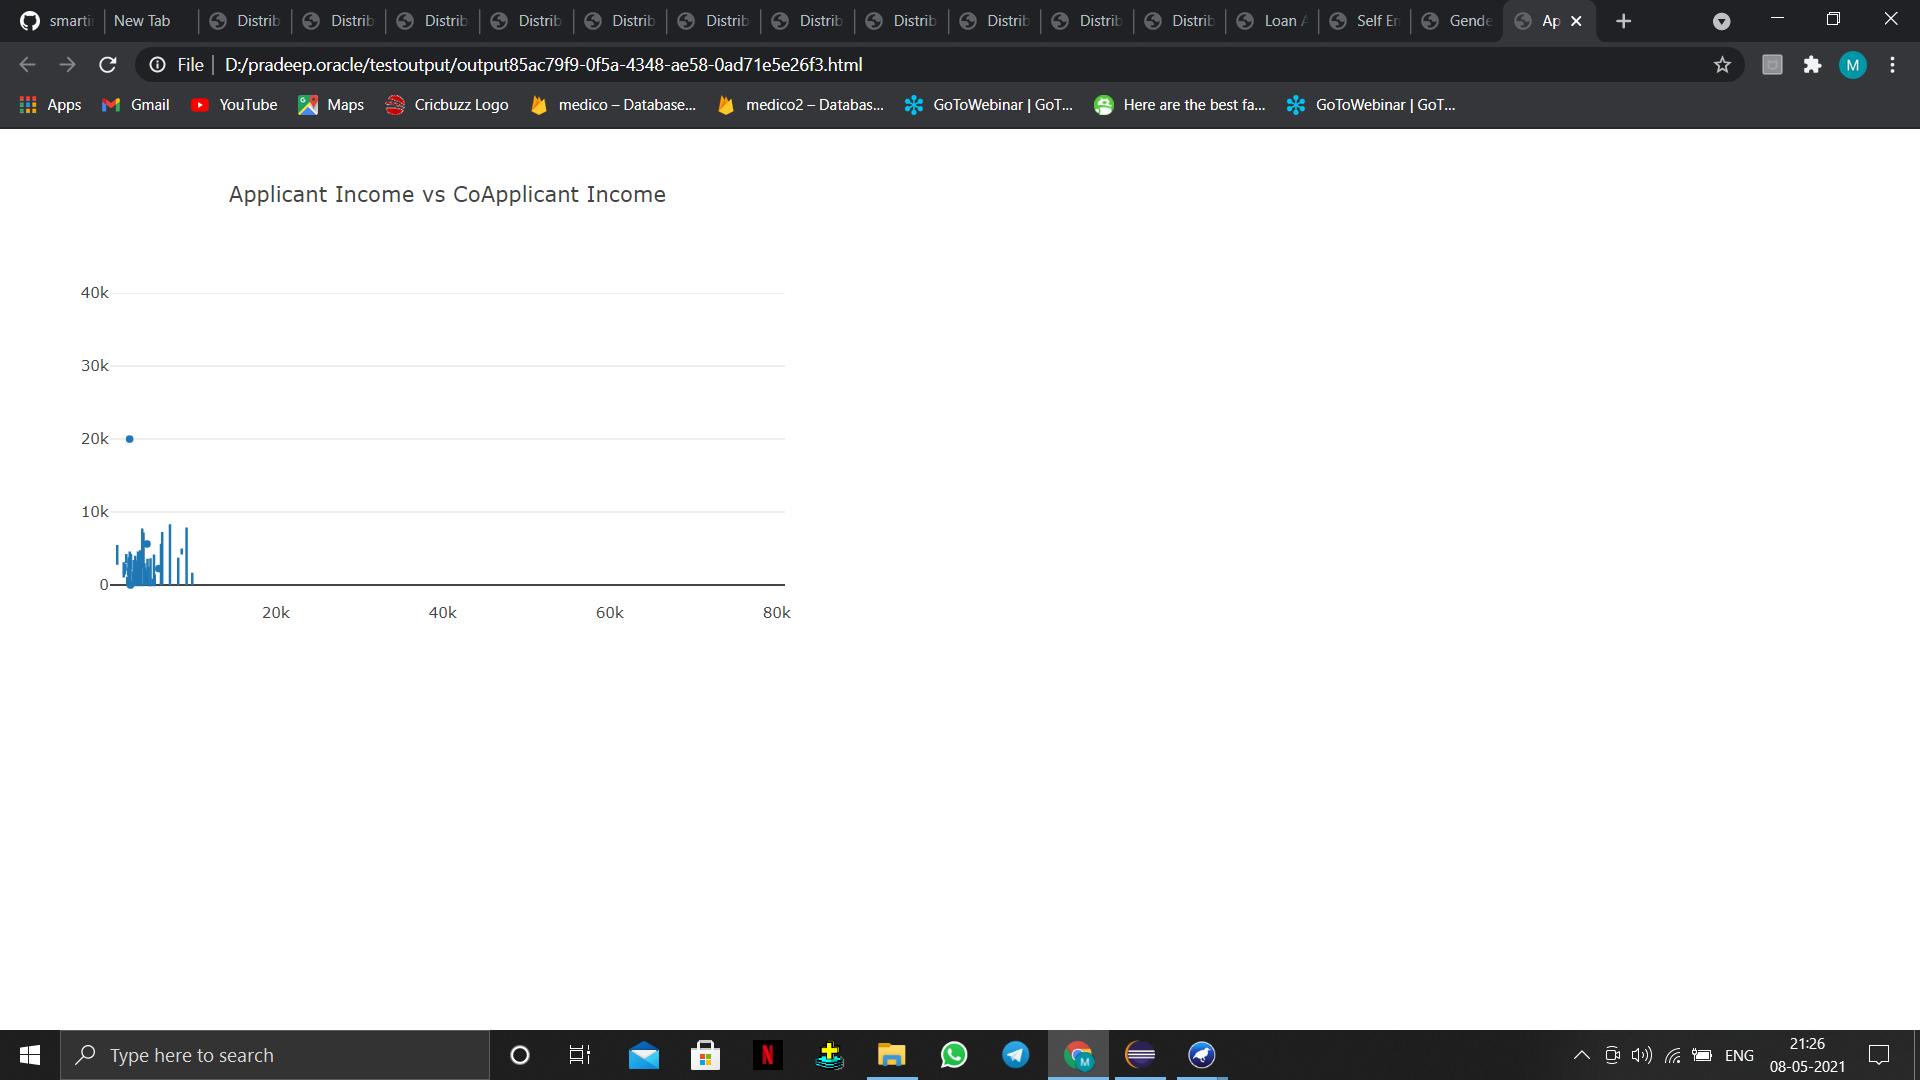 smarti New Tab Distrib Distrib Distrib Distrib Distrib Distrib Distrib Distrib Distrib Distrib Distrib Loan A Self Em Gende Ap
File D:/pradeep.oracle/testoutput/output85ac79f9-0f5a-4348-ae58-0ad71e5e26f3.html M
Apps Gmail YouTube Maps Cricbuzz Logo medico – Database... medico2 – Databas... GoToWebinar | GoT... Here are the best fa... GoToWebinar | GoT...
Applicant Income vs CoApplicant Income
40k
30k
20k
10k
0
20k 40k 60k 80k
Type here to search
N
M
ENG
21:26
08-05-2021